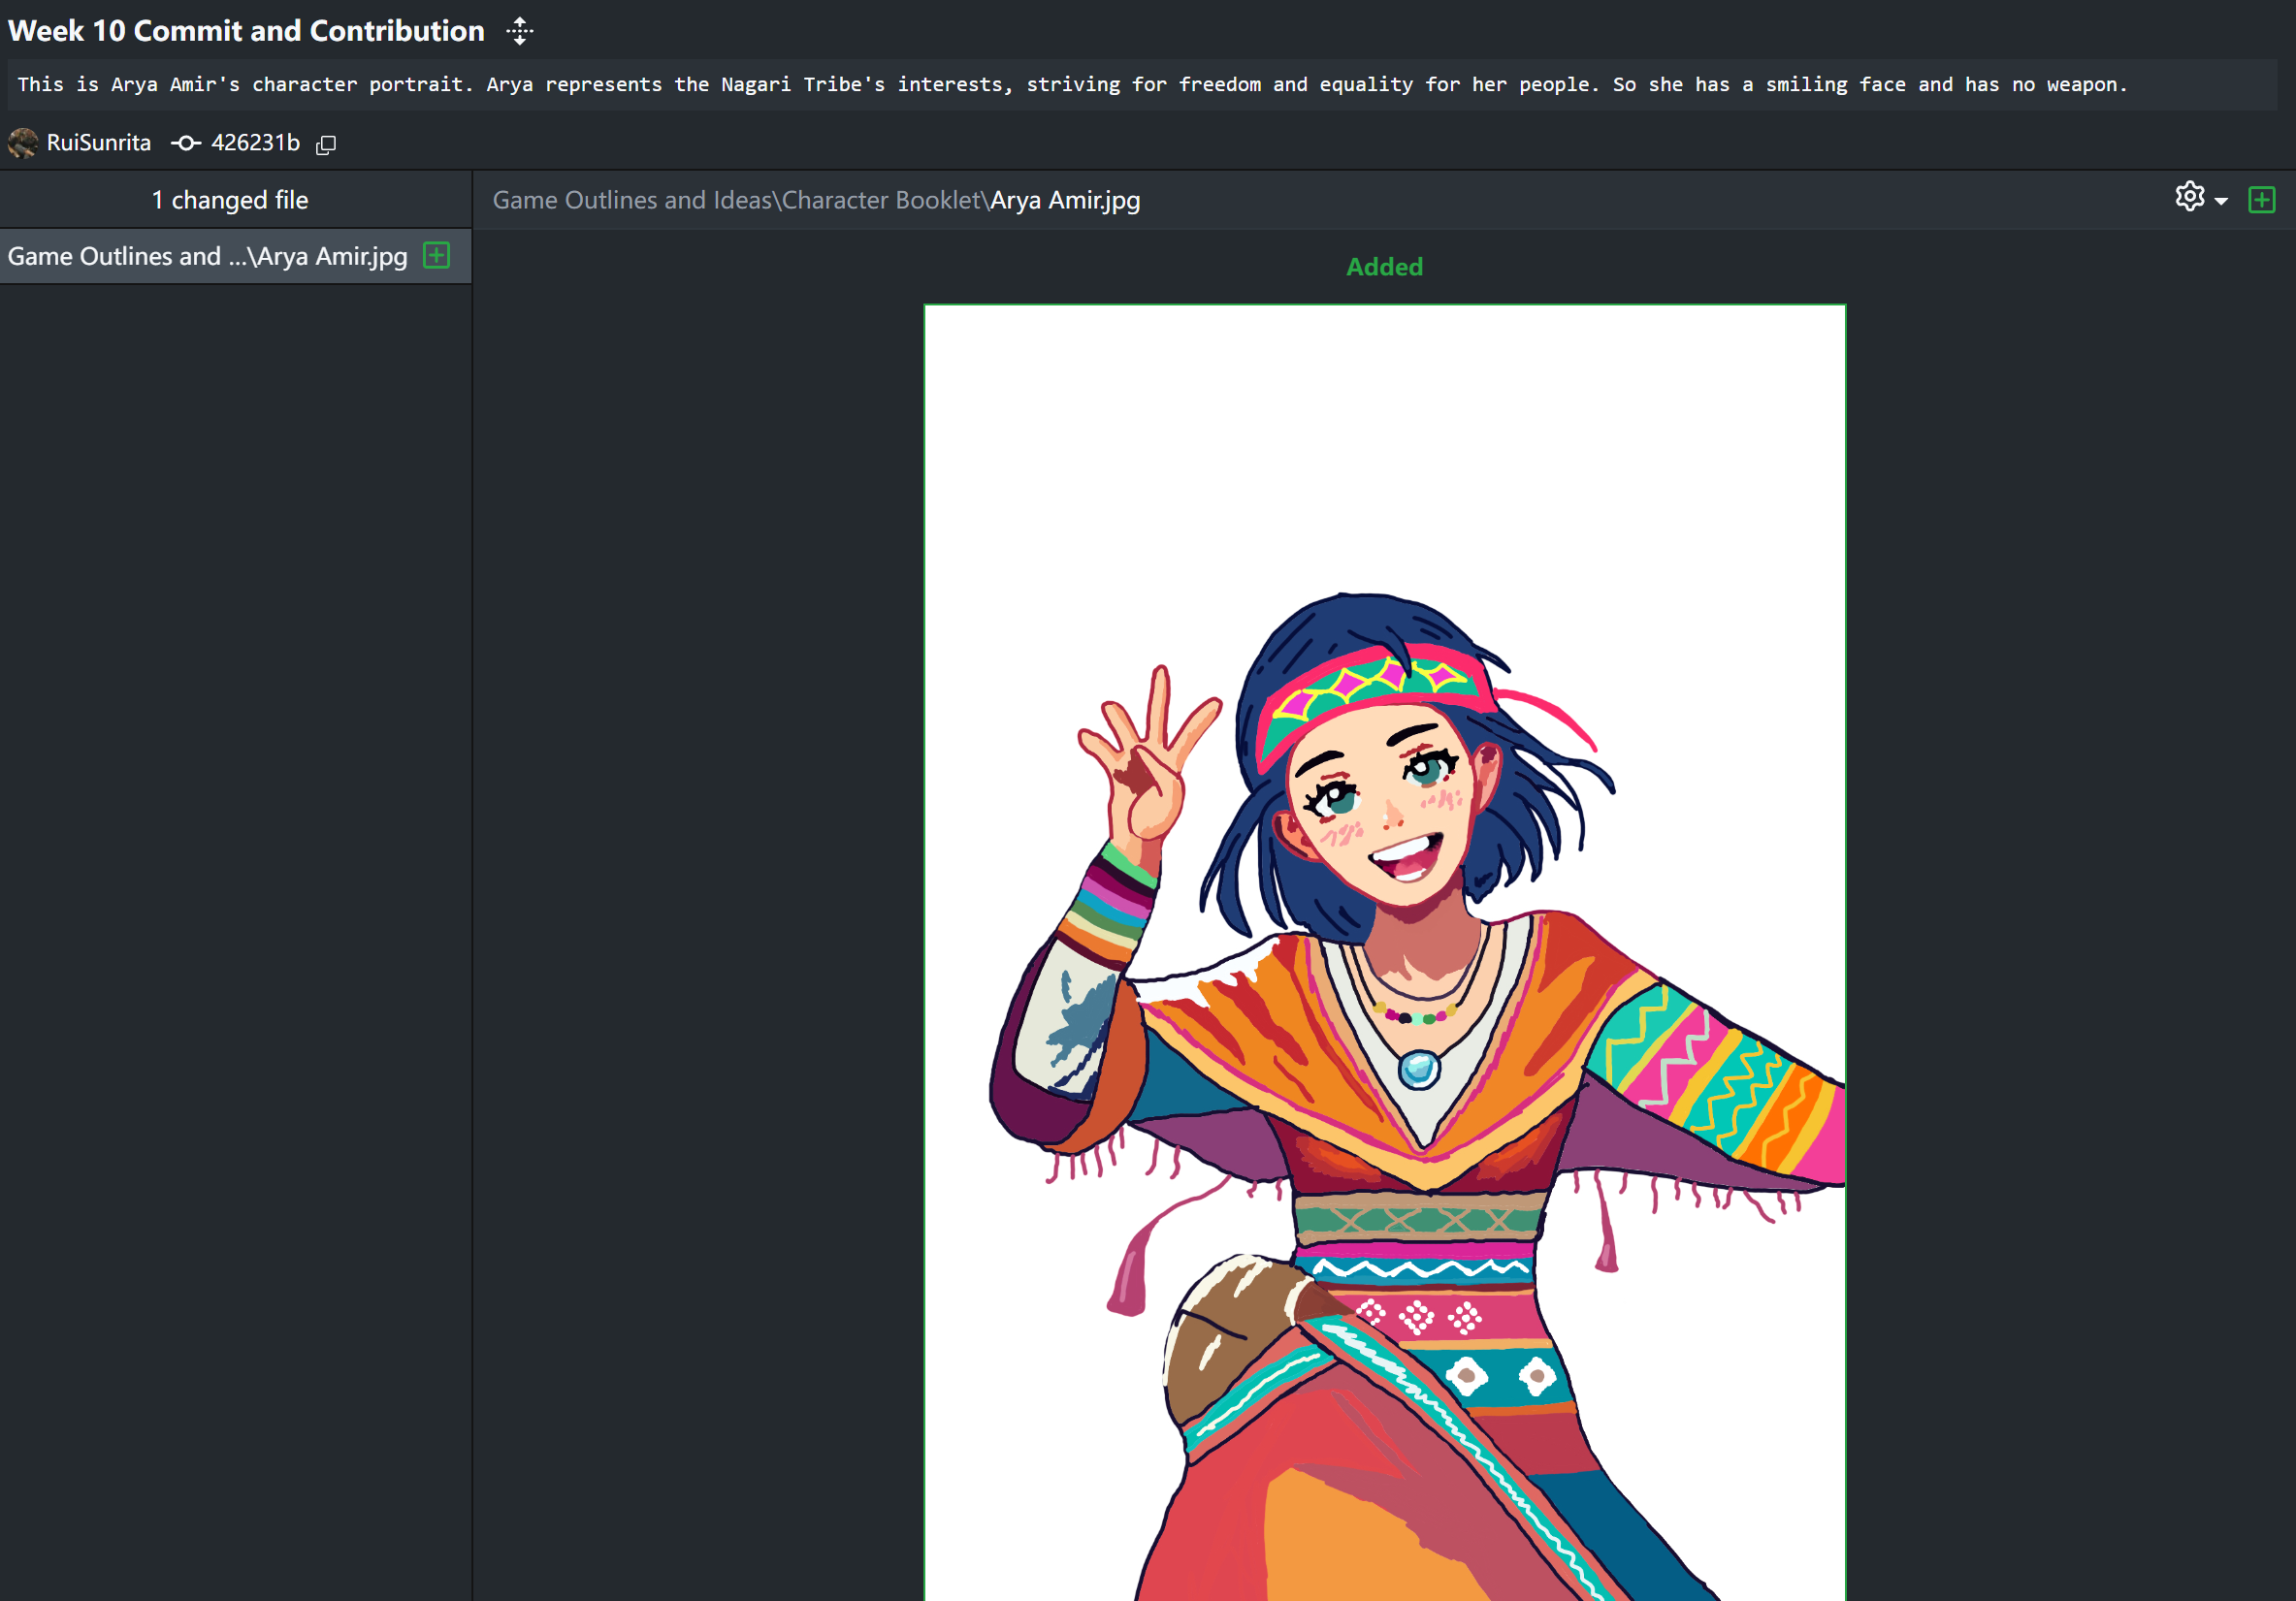 Week 10 Commit and Contribution
This is Arya Amir's character portrait. Arya represents the Nagari Tribe's interests, striving for freedom and equality for her people. So she has a smiling face and has no weapon.
RuiSunrita 426231b
1 changed file
Game Outlines and Ideas\Character Booklet\Arya Amir.jpg
Game Outlines and ...\Arya Amir.jpg
Added